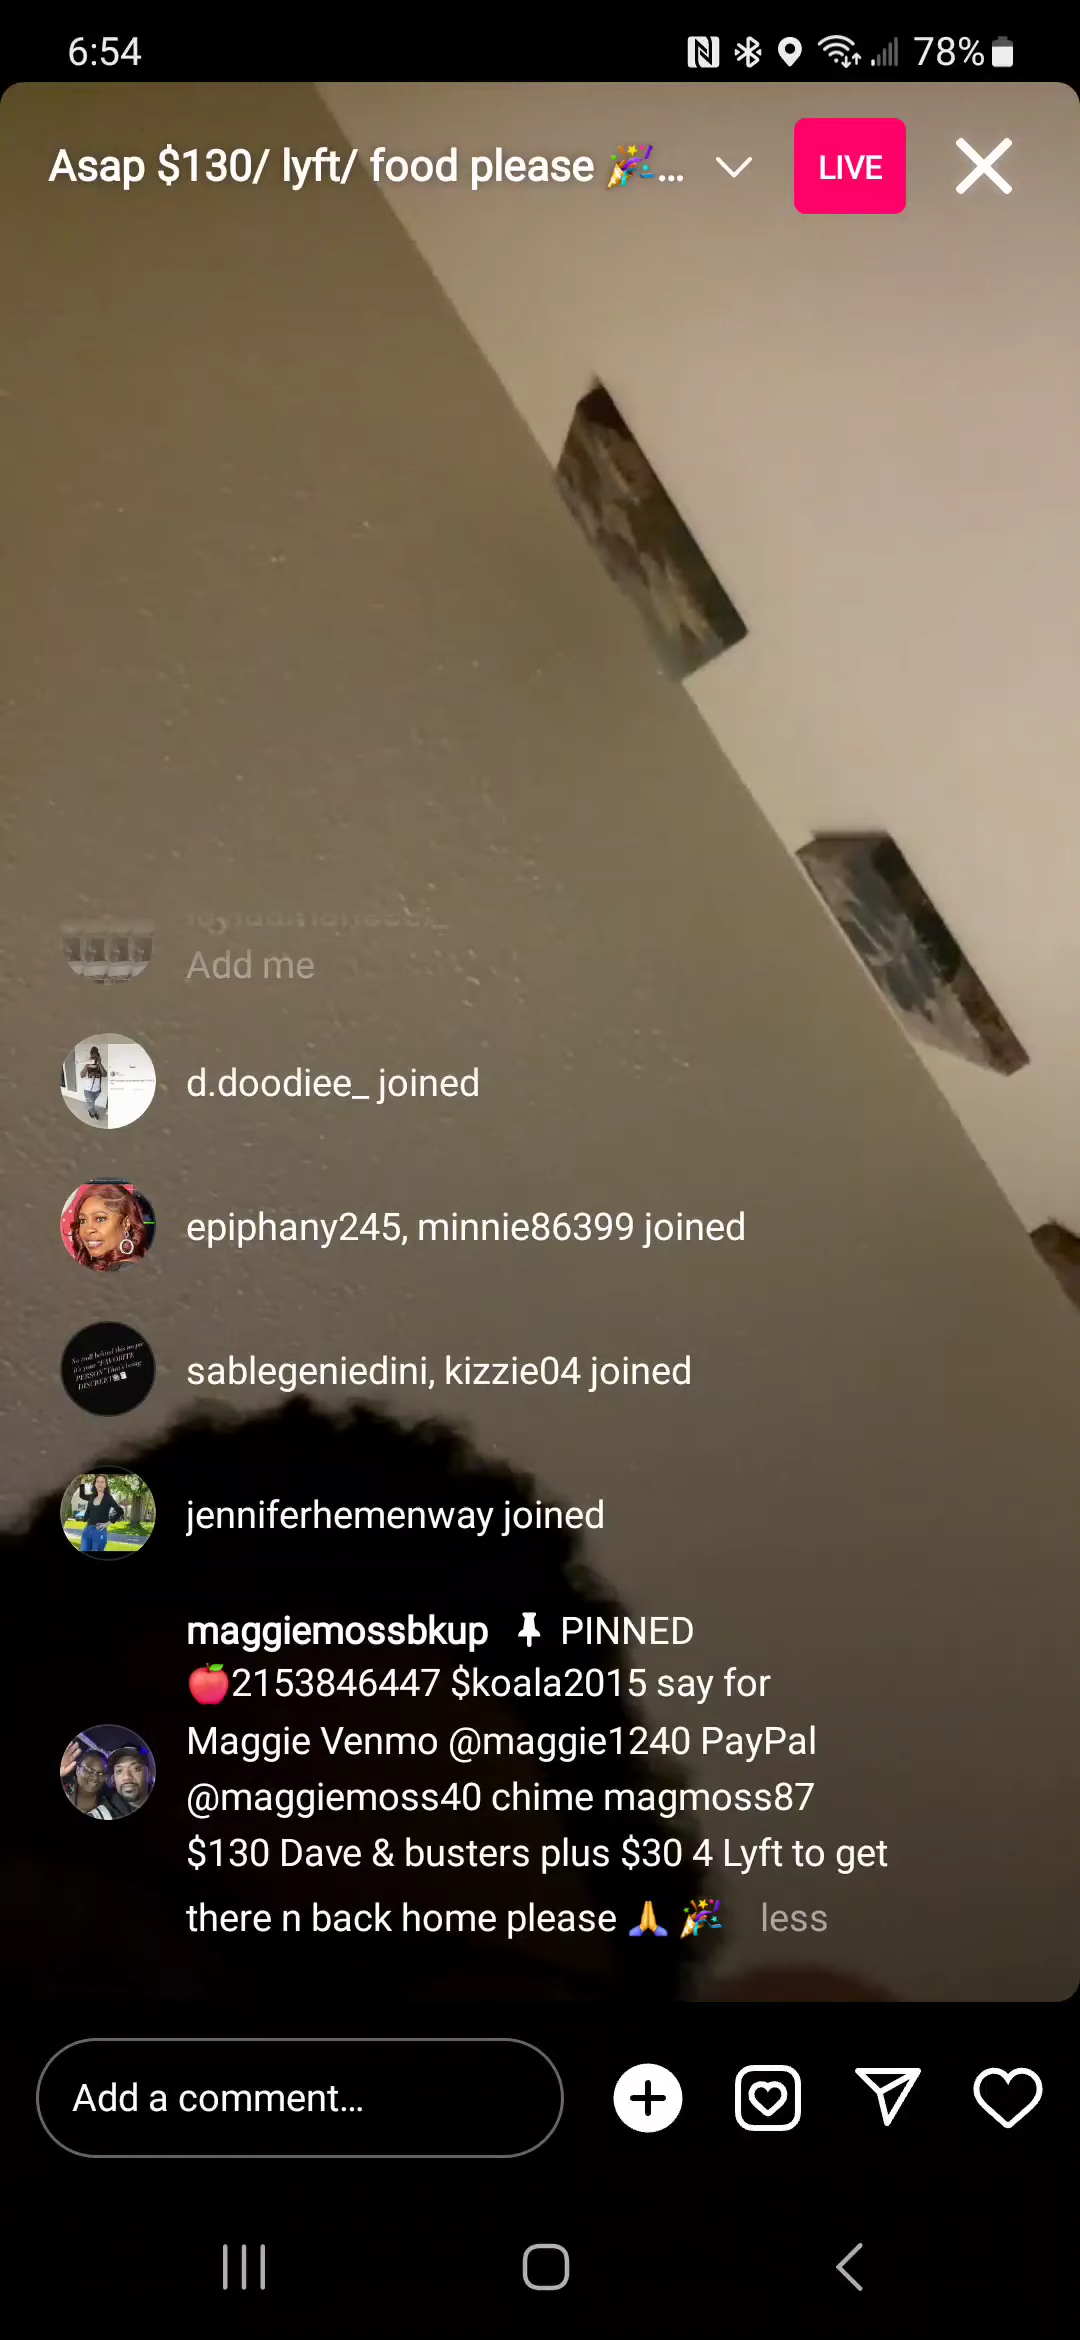 6:54
78%
Asap $130/ lyft/ food please 🎉...
LIVE
Add me
d.doodiee_ joined
epiphany245, minnie86399 joined
sablegeniedini, kizzie04 joined
jenniferhemenway joined
maggiemossbkup 📌 PINNED
🍎2153846447 $koala2015 say for
Maggie Venmo @maggie1240 PayPal
@maggiemoss40 chime magmoss87
$130 Dave & busters plus $30 4 Lyft to get
there n back home please 🙏 🎉 less
Add a comment...